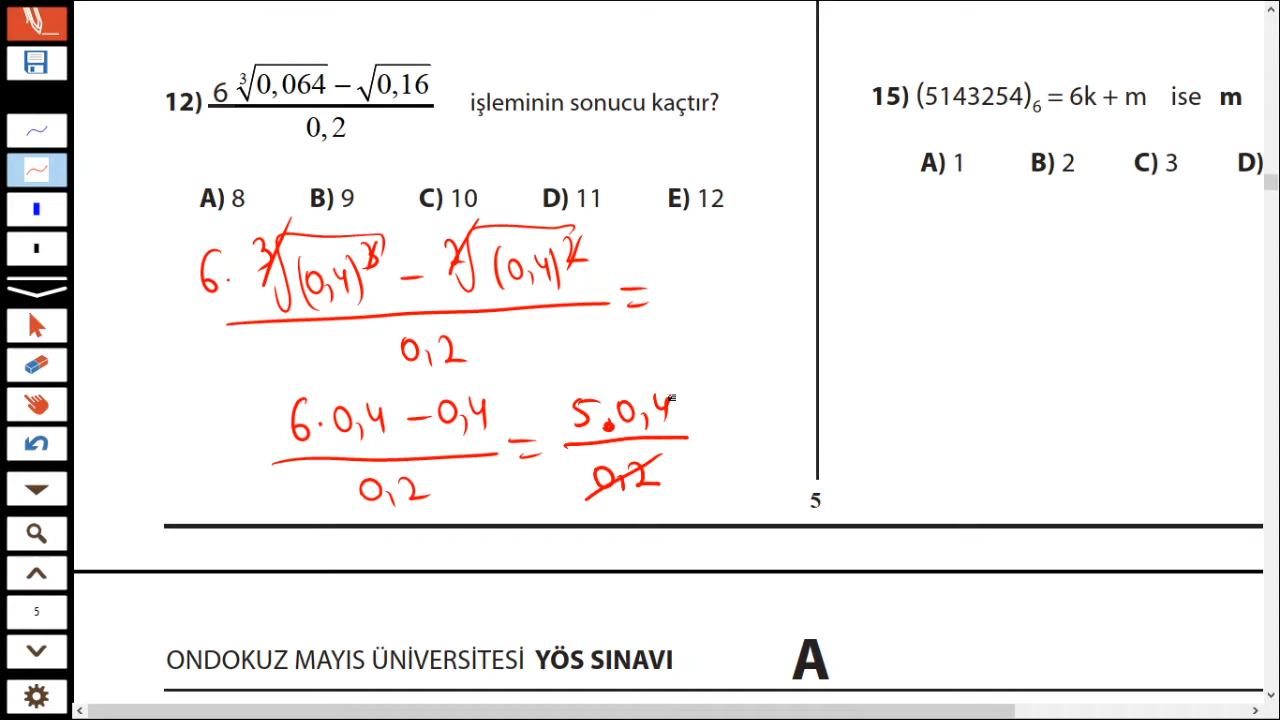 12) 6 ∛0,064 − √0,16 / 0,2 işleminin sonucu kaçtır?
A) 8 B) 9 C) 10 D) 11 E) 12
6 · ∛(0,4)³ − ²√(0,4)² / 0,2 =
6 · 0,4 − 0,4 / 0,2 = 5 . 0,4 / 0,2
15) (5143254)₆ = 6k + m ise m
A) 1 B) 2 C) 3 D)
5
ONDOKUZ MAYIS ÜNİVERSİTESİ YÖS SINAVI A
5